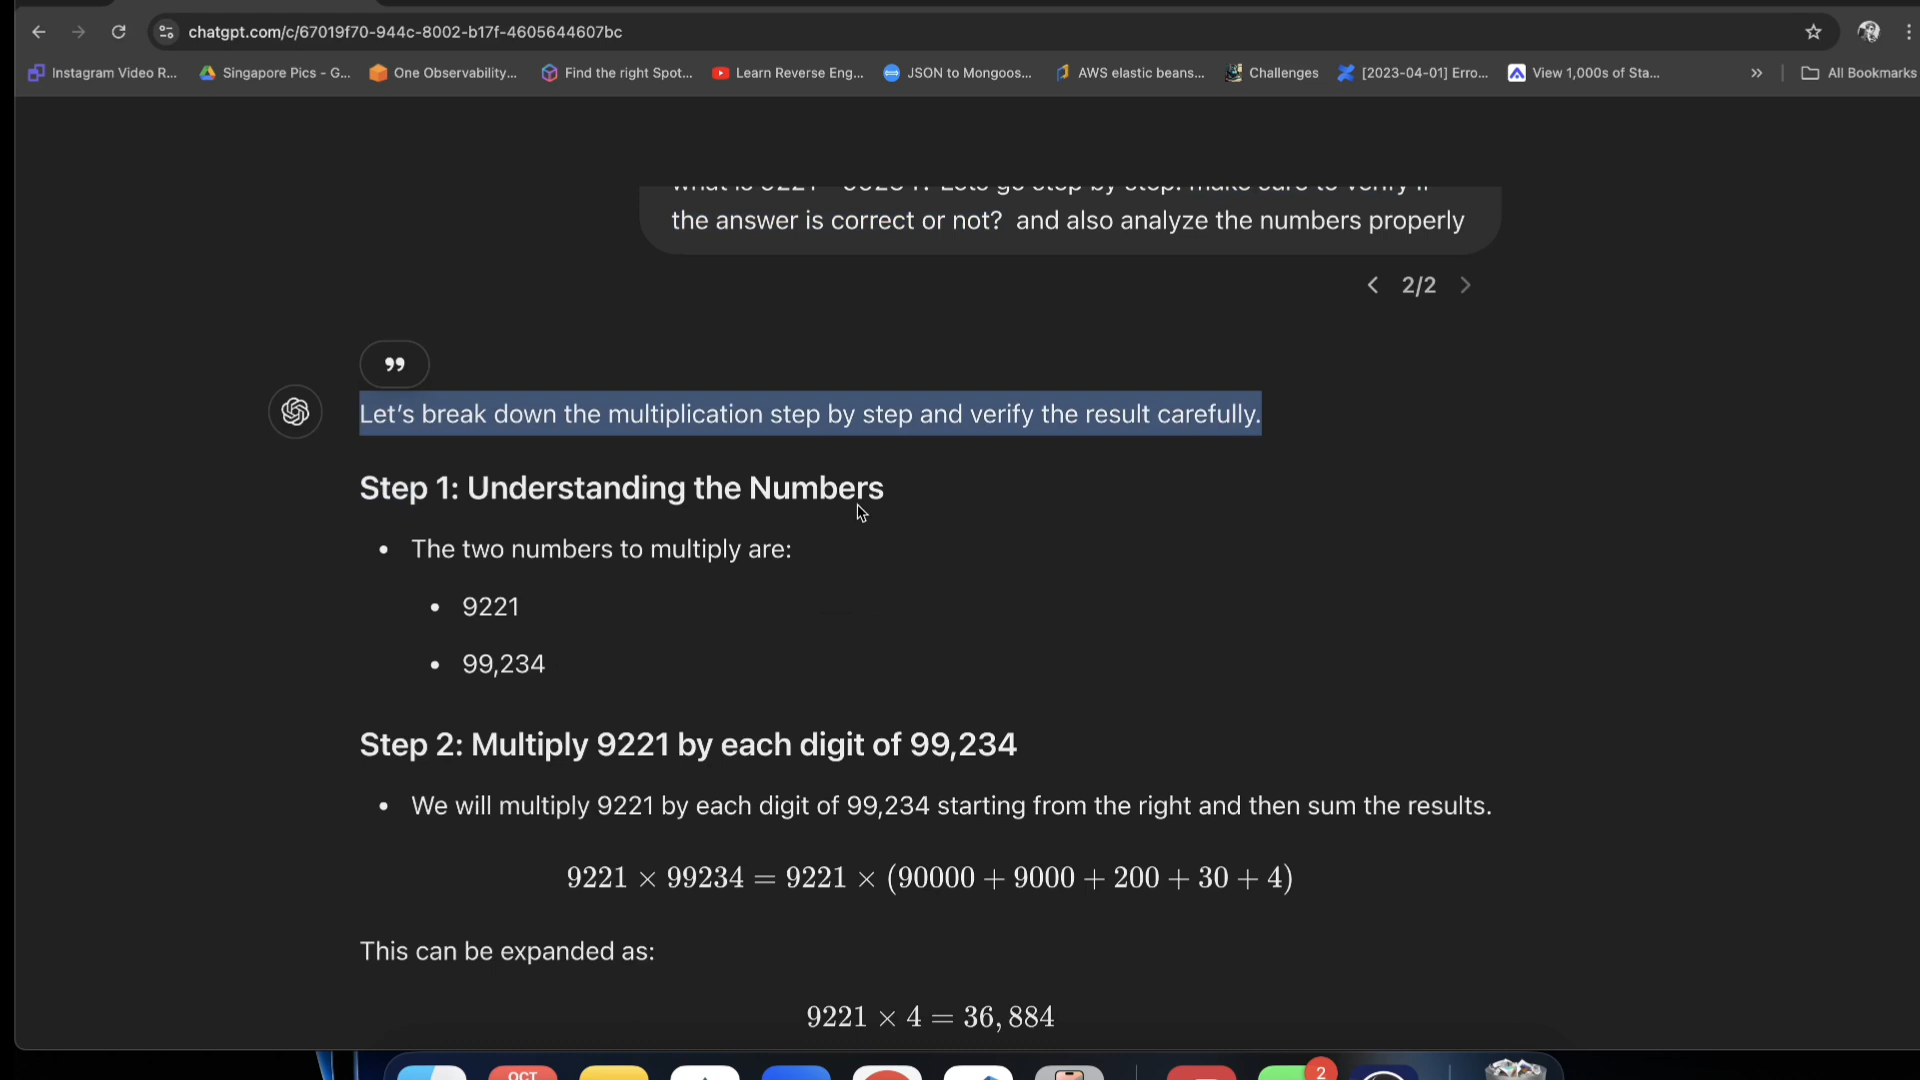 chatgpt.com/c/67019f70-944c-8002-b17f-4605644607bc
Instagram Video R... Singapore Pics - G... One Observability... Find the right Spot... Learn Reverse Eng... JSON to Mongoos... AWS elastic beans... Challenges [2023-04-01] Erro... View 1,000s of Sta... » All Bookmarks
the answer is correct or not?  and also analyze the numbers properly
2/2
Let’s break down the multiplication step by step and verify the result carefully.
Step 1: Understanding the Numbers
• The two numbers to multiply are:
• 9221
• 99,234
Step 2: Multiply 9221 by each digit of 99,234
• We will multiply 9221 by each digit of 99,234 starting from the right and then sum the results.
9221 × 99234 = 9221 × (90000 + 9000 + 200 + 30 + 4)
This can be expanded as:
9221 × 4 = 36,884
OCT
2